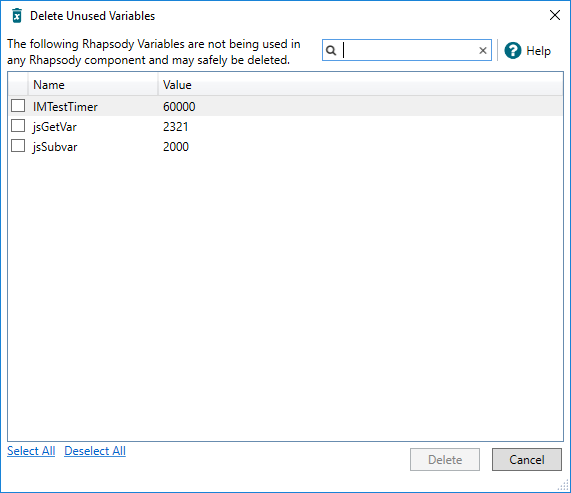 Delete Unused Variables
The following Rhapsody Variables are not being used in
any Rhapsody component and may safely be deleted.
Help
Name Value
IMTestTimer 60000
jsGetVar 2321
jsSubvar 2000
Select All Deselect All
Delete Cancel